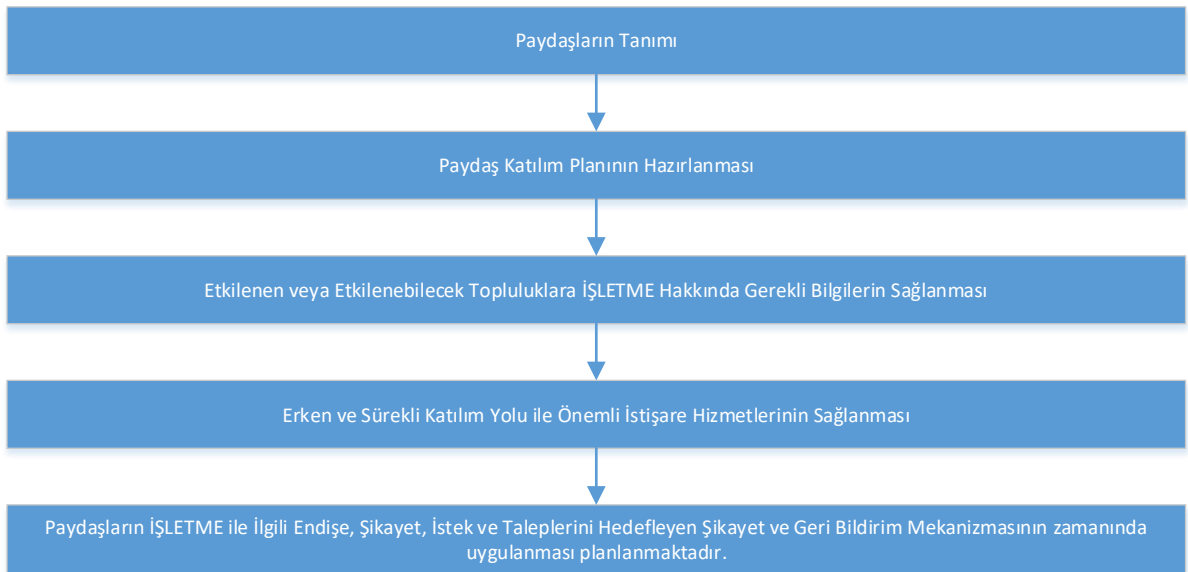 Paydaşların Tanımı
Paydaş Katılım Planının Hazırlanması
Etkilenen veya Etkilenebilecek Topluluklara İŞLETME Hakkında Gerekli Bilgilerin Sağlanması
Erken ve Sürekli Katılım Yolu ile Önemli İstişare Hizmetlerinin Sağlanması
Paydaşların İŞLETME ile İlgili Endişe, Şikayet, İstek ve Taleplerini Hedefleyen Şikayet ve Geri Bildirim Mekanizmasının zamanında
uygulanması planlanmaktadır.